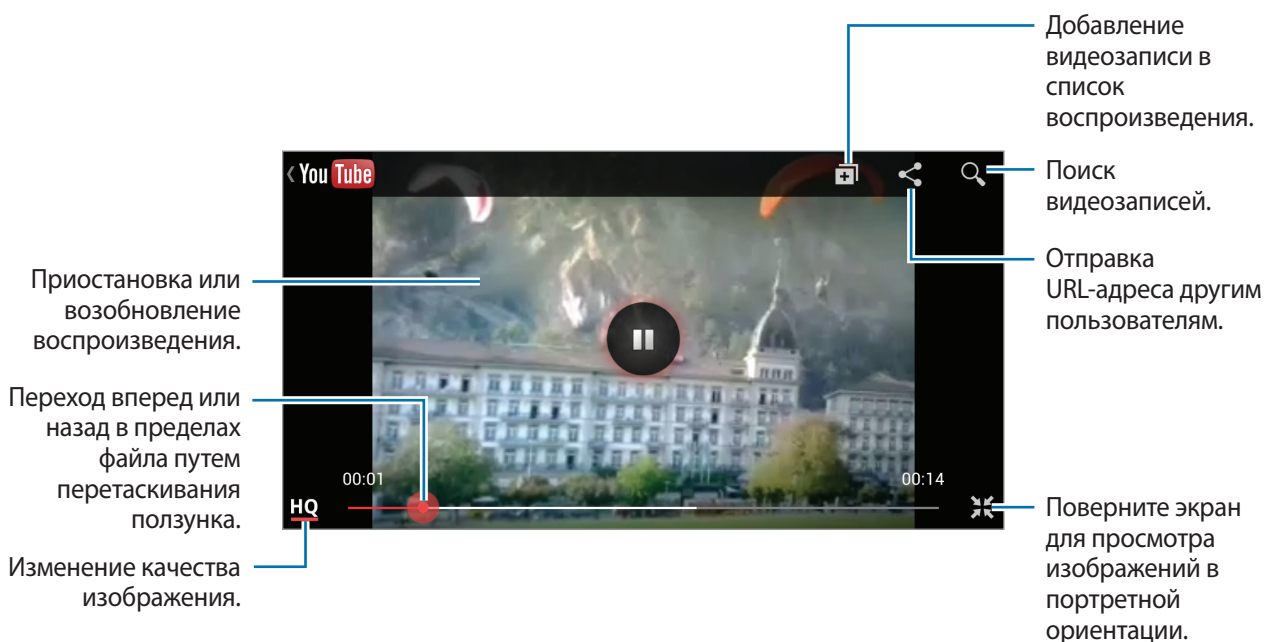 Добавление
видеозаписи в
список
воспроизведения.
You Tube
Поиск
видеозаписей.
Отправка
URL-адреса другим
пользователям.
Приостановка или
возобновление
воспроизведения.
Переход вперед или
назад в пределах
файла путем
перетаскивания
ползунка.
00:01
00:14
HQ
Изменение качества
изображения.
Поверните экран
для просмотра
изображений в
портретной
ориентации.